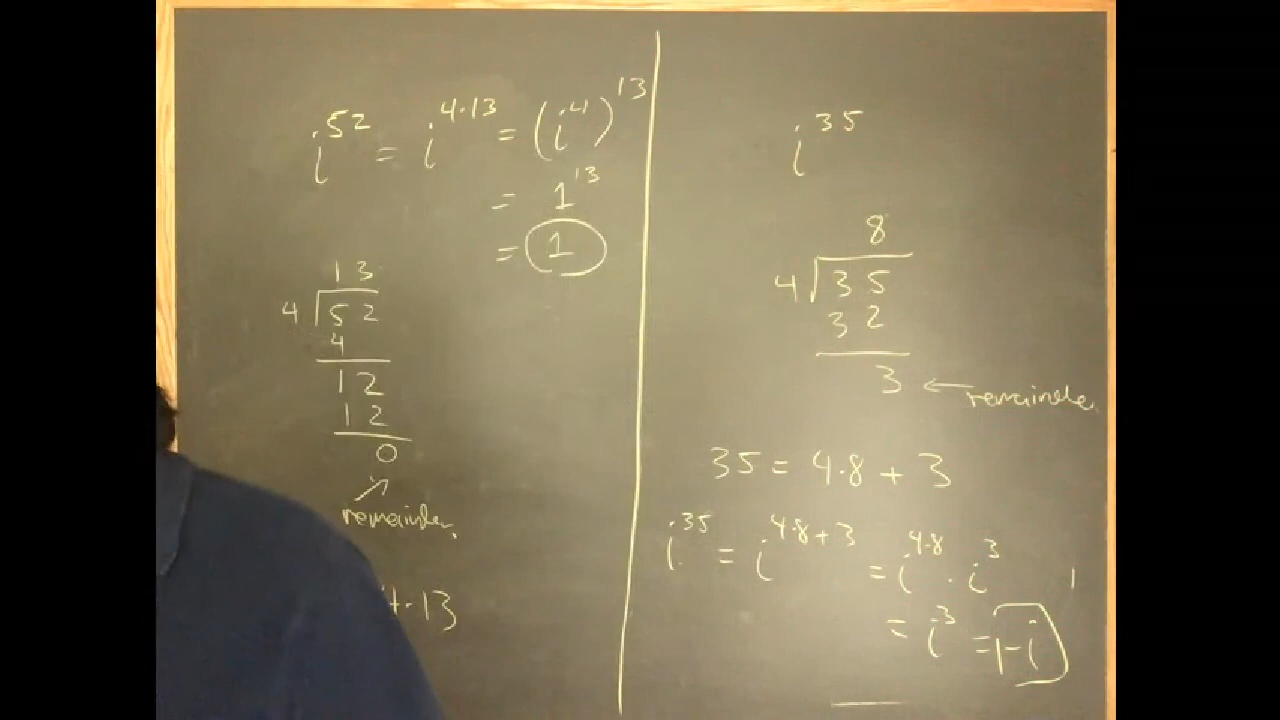 i^52 = i^4·13 = (i^4)^13
= 1^13
= 1
13
4 52
4
12
12
0
remainder
4·13
i^35
8
4 35
32
3 ← remainder
35 = 4·8 + 3
i^35 = i^4·8+3 = i^4·8 · i^3
= i^3 = -i